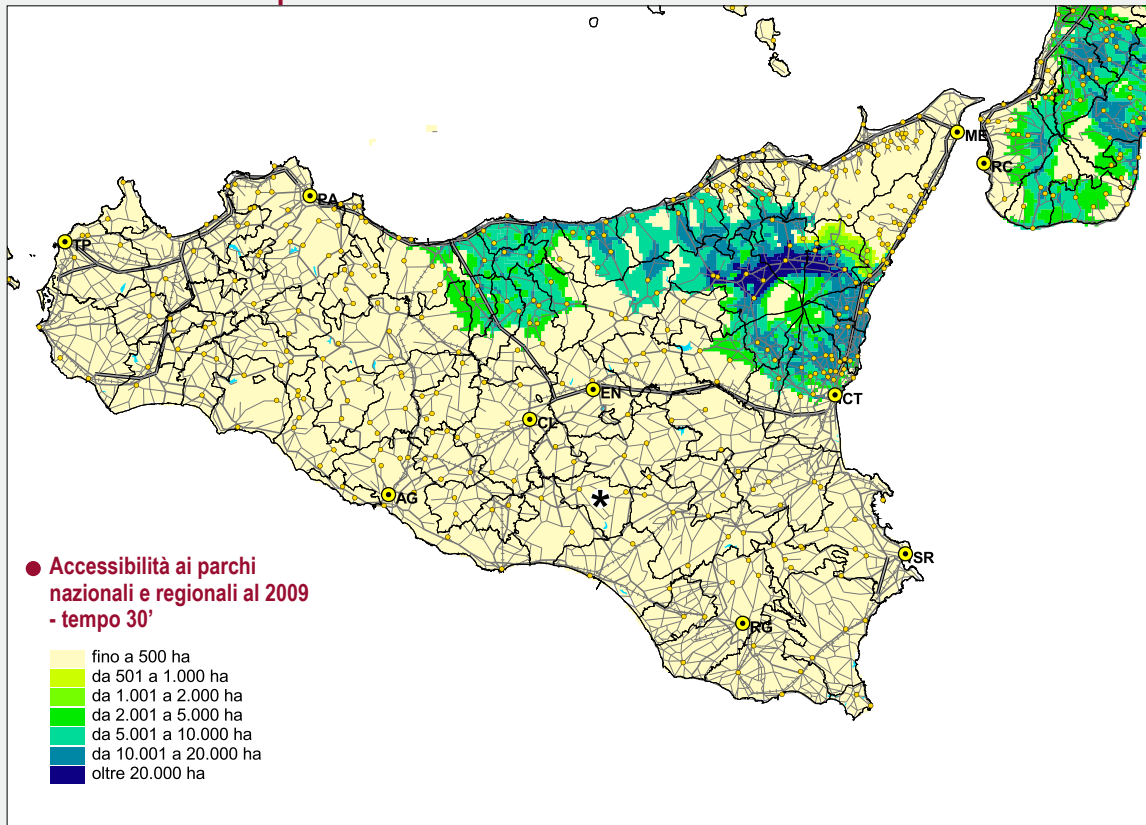 ME
RC
PA
TP
EN
CL
CT
AG
*
SR
RG
Accessibilità ai parchi
nazionali e regionali al 2009
- tempo 30’
fino a 500 ha
da 501 a 1.000 ha
da 1.001 a 2.000 ha
da 2.001 a 5.000 ha
da 5.001 a 10.000 ha
da 10.001 a 20.000 ha
oltre 20.000 ha